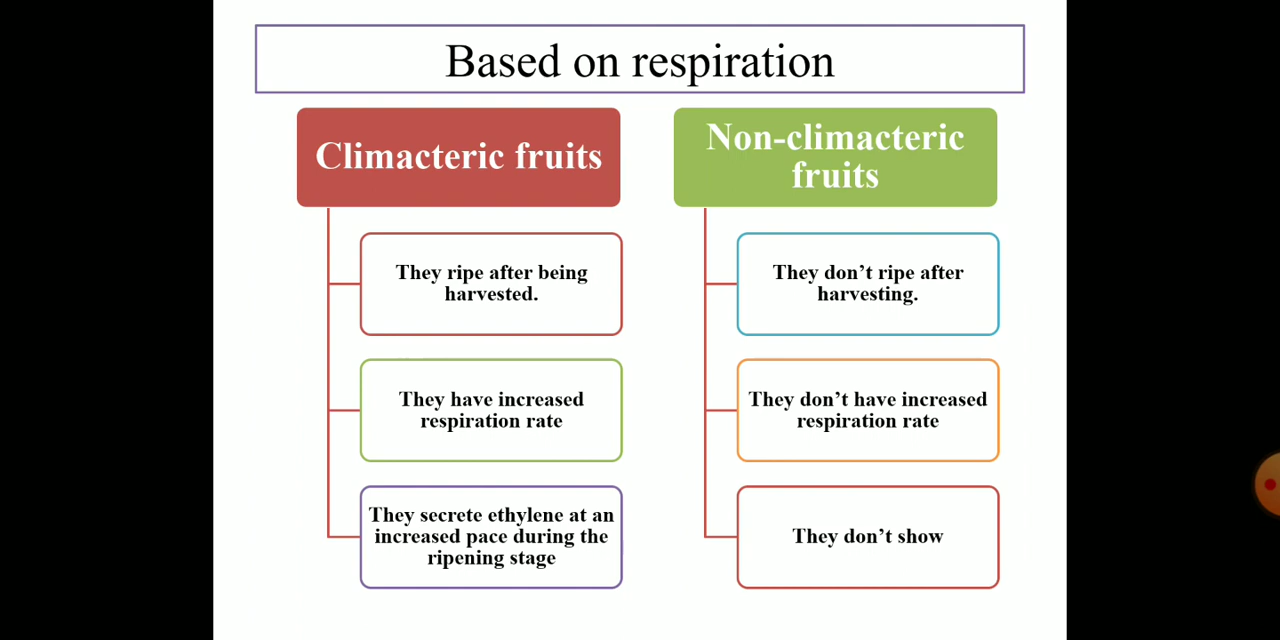 Based on respiration
Climacteric fruits
They ripe after being
harvested.
They have increased
respiration rate
They secrete ethylene at an
increased pace during the
ripening stage
Non-climacteric
fruits
They don’t ripe after
harvesting.
They don’t have increased
respiration rate
They don’t show